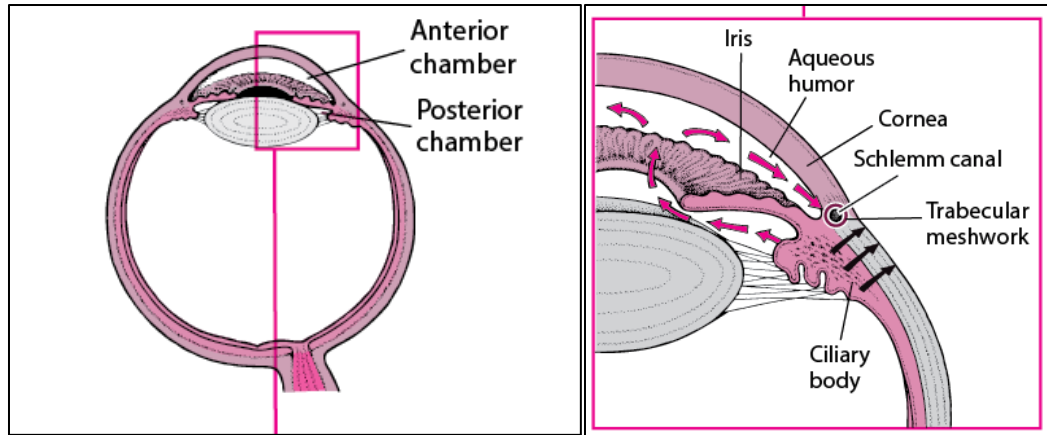 Anterior
chamber
Posterior
chamber
Iris
Aqueous
humor
Cornea
Schlemm canal
Trabecular
meshwork
Ciliary
body